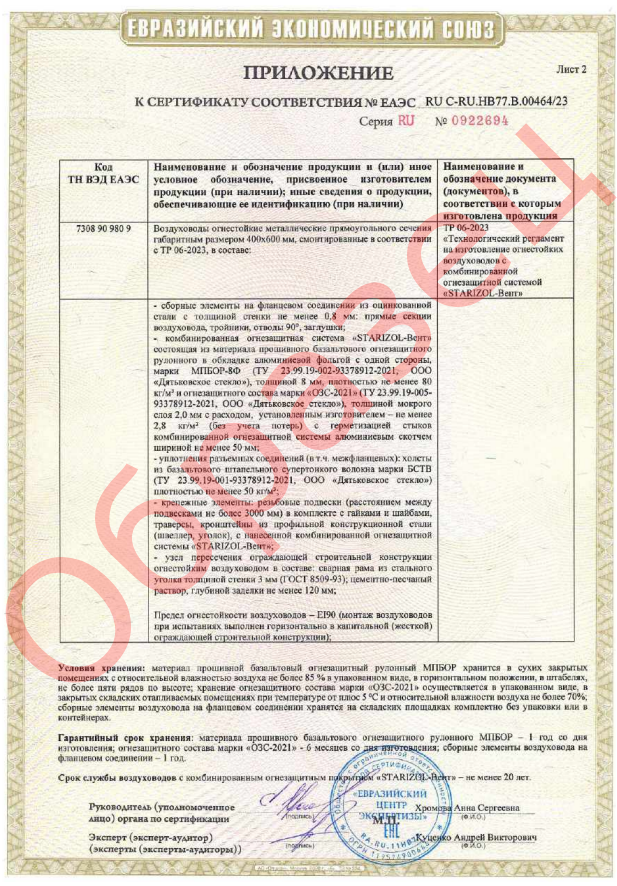 ЕВРАЗИЙСКИЙ ЭКОНОМИЧЕСКИЙ СОЮЗ
ПРИЛОЖЕНИЕ
Лист 2
К СЕРТИФИКАТУ СООТВЕТСТВИЯ № ЕАЭС RU C-RU.НВ77.В.00464/23
Серия RU № 0922694
Код
ТН ВЭД ЕАЭС
Наименование и обозначение продукции и (или) иное
условное обозначение, присвоенное изготовителем
продукции (при наличии); иные сведения о продукции,
обеспечивающие ее идентификацию (при наличии)
Наименование и
обозначение документа
(документов), в
соответствии с которым
изготовлена продукция
7308 90 980 9
Воздуховоды огнестойкие металлические прямоугольного сечения
габаритным размером 400х600 мм, смонтированные в соответствии
с ТР 06-2023, в составе:
ТР 06-2023
«Технологический регламент
на изготовление огнестойких
воздуховодов с
комбинированной
огнезащитной системой
«STARIZOL-Вент»
- сборные элементы на фланцевом соединении из оцинкованной
стали с толщиной стенки не менее 0,8 мм: прямые секции
воздуховода, тройники, отводы 90°, заглушки;
- комбинированная огнезащитная система «STARIZOL-Вент»
состоящая из материала прошивного базальтового огнезащитного
рулонного в обкладке алюминиевой фольгой с одной стороны,
марки МПБОР-8Ф (ТУ 23.99.19-002-93378912-2021, ООО
«Дятьковское стекло»), толщиной 8 мм, плотностью не менее 80
кг/м³ и огнезащитного состава марки «ОЗС-2021» (ТУ 23.99.19-005-
93378912-2021, ООО «Дятьковское стекло»), толщиной мокрого
слоя 2,0 мм с расходом, установленным изготовителем – не менее
2,8 кг/м² (без учета потерь) с герметизацией стыков
комбинированной огнезащитной системы алюминиевым скотчем
шириной не менее 50 мм;
- уплотнения разъемных соединений (в т.ч. межфланцевых): холсты
из базальтового штапельного супертонкого волокна марки БСТВ
(ТУ 23.99.19-001-93378912-2021, ООО «Дятьковское стекло»)
плотностью не менее 50 кг/м³;
- крепежные элементы: резьбовые подвески (расстоянием между
подвесками не более 3000 мм) в комплекте с гайками и шайбами,
траверсы, кронштейны из профильной конструкционной стали
(швеллер, уголок), с нанесенной комбинированной огнезащитной
системы «STARIZOL-Вент»;
- узел пересечения ограждающей строительной конструкции
огнестойким воздуховодом в составе: сварная рама из стального
уголка толщиной стенки 3 мм (ГОСТ 8509-93); цементно-песчаный
раствор, глубиной заделки не менее 120 мм;
Предел огнестойкости воздуховодов – EI90 (монтаж воздуховодов
при испытаниях выполнен горизонтально в капитальной (жесткой)
ограждающей строительной конструкции);
Условия хранения: материал прошивной базальтовый огнезащитный рулонный МПБОР хранится в сухих закрытых
помещениях с относительной влажностью воздуха не более 85 % в упакованном виде, в горизонтальном положении, в штабелях,
не более пяти рядов по высоте; хранение огнезащитного состава марки «ОЗС-2021» осуществляется в упакованном виде, в
закрытых складских отапливаемых помещениях при температуре от плюс 5 °С и относительной влажности воздуха не более 70%;
сборные элементы воздуховода на фланцевом соединении хранятся на складских площадках комплектно без упаковки или в
контейнерах.
Гарантийный срок хранения: материала прошивного базальтового огнезащитного рулонного МПБОР – 1 год со дня
изготовления; огнезащитного состава марки «ОЗС-2021» - 6 месяцев со дня изготовления; сборные элементы воздуховода на
фланцевом соединении – 1 год.
Срок службы воздуховодов с комбинированным огнезащитным покрытием «STARIZOL-Вент» – не менее 20 лет.
Руководитель (уполномоченное
лицо) органа по сертификации
(подпись)
Хромова Анна Сергеевна
(Ф.И.О.)
Эксперт (эксперт-аудитор)
(эксперты (эксперты-аудиторы))
(подпись)
Куценко Андрей Викторович
(Ф.И.О.)
М.П.
«ЕВРАЗИЙСКИЙ
ЦЕНТР
ЭКСПЕРТИЗЫ»
ЕАС
RA.RU.11НВ77
Образец